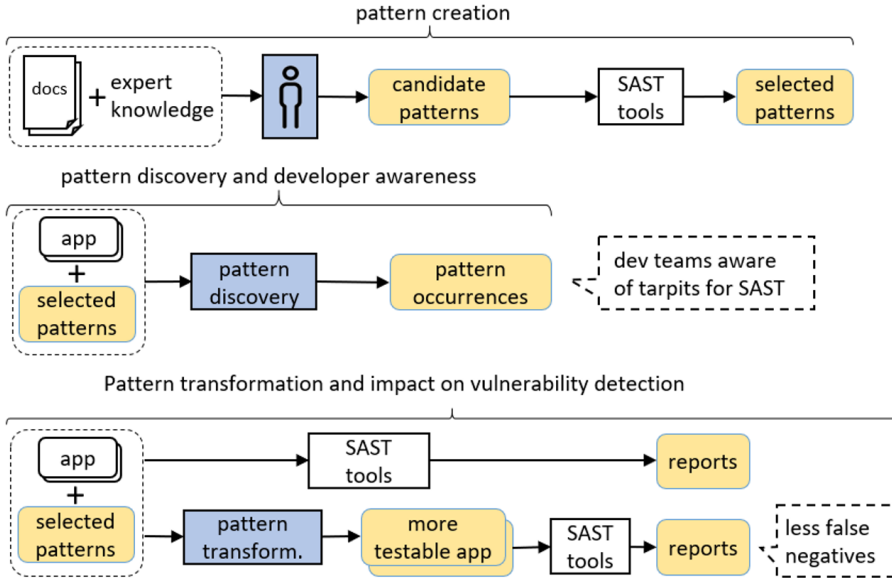 pattern creation
docs
+
expert
knowledge
candidate
patterns
SAST
tools
selected
patterns
pattern discovery and developer awareness
app
+
selected
patterns
pattern
discovery
pattern
occurrences
dev teams aware
of tarpits for SAST
Pattern transformation and impact on vulnerability detection
app
+
selected
patterns
SAST
tools
reports
pattern
transform.
more
testable app
SAST
tools
reports
less false
negatives